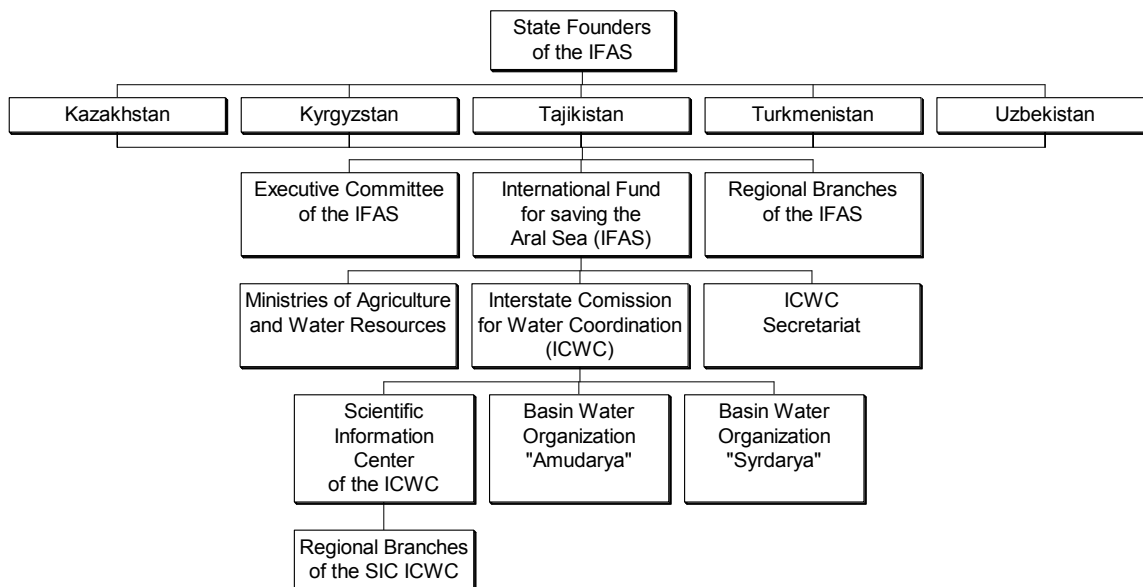 State Founders
of the IFAS
Kazakhstan
Kyrgyzstan
Tajikistan
Turkmenistan
Uzbekistan
Executive Committee
of the IFAS
International Fund
for saving the
Aral Sea (IFAS)
Regional Branches
of the IFAS
Ministries of Agriculture
and Water Resources
Interstate Comission
for Water Coordination
(ICWC)
ICWC
Secretariat
Scientific
Information
Center
of the ICWC
Basin Water
Organization
"Amudarya"
Basin Water
Organization
"Syrdarya"
Regional Branches
of the SIC ICWC